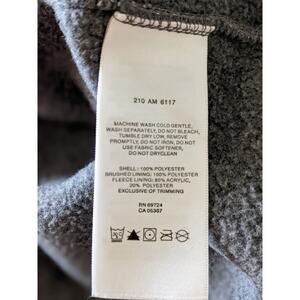 210 AM 6117
MACHINE WASH COLD GENTLE,
WASH SEPARATELY, DO NOT BLEACH,
TUMBLE DRY LOW, REMOVE
PROMPTLY, DO NOT IRON, DO NOT
USE FABRIC SOFTENER,
DO NOT DRYCLEAN
SHELL : 100% POLYESTER
BRUSHED LINING: 100% POLYESTER
FLEECE LINING: 80% ACRYLIC,
20% POLYESTER
EXCLUSIVE OF TRIMMING
RN 69724
CA 05367